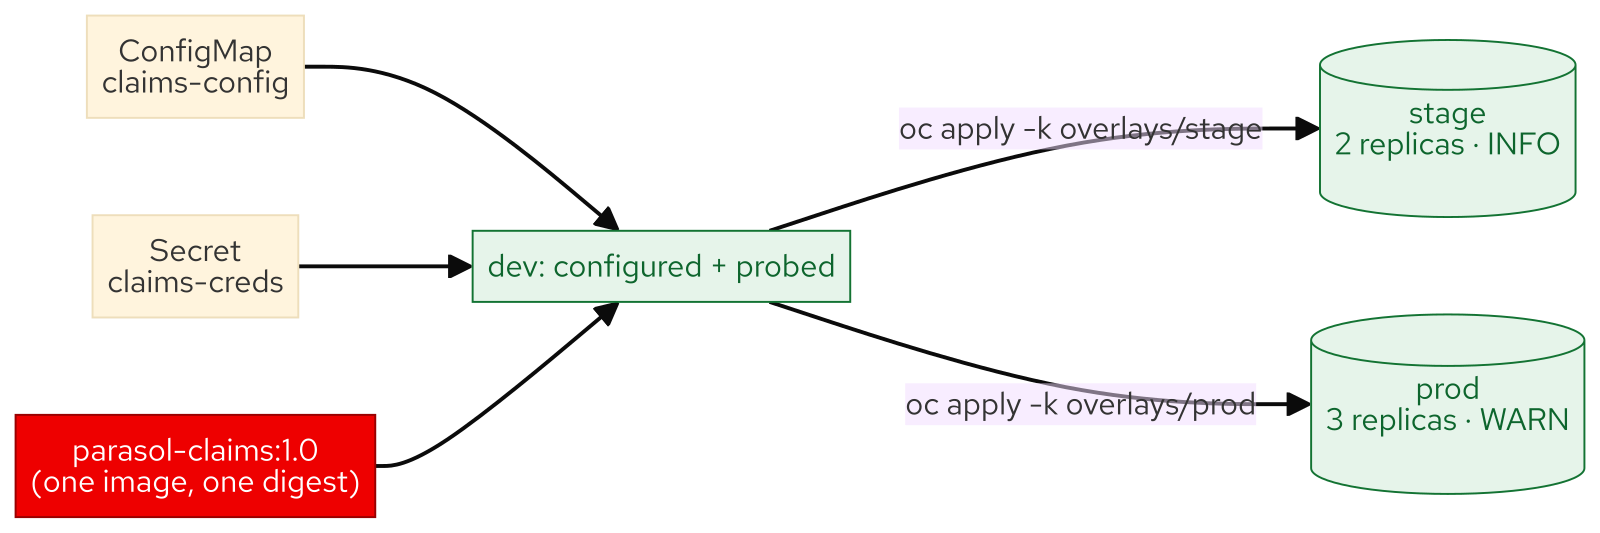 ConfigMap
claims-config
Secret
claims-creds
parasol-claims:1.0
(one image, one digest)
dev: configured + probed
oc apply -k overlays/stage
oc apply -k overlays/prod
stage
2 replicas · INFO
prod
3 replicas · WARN